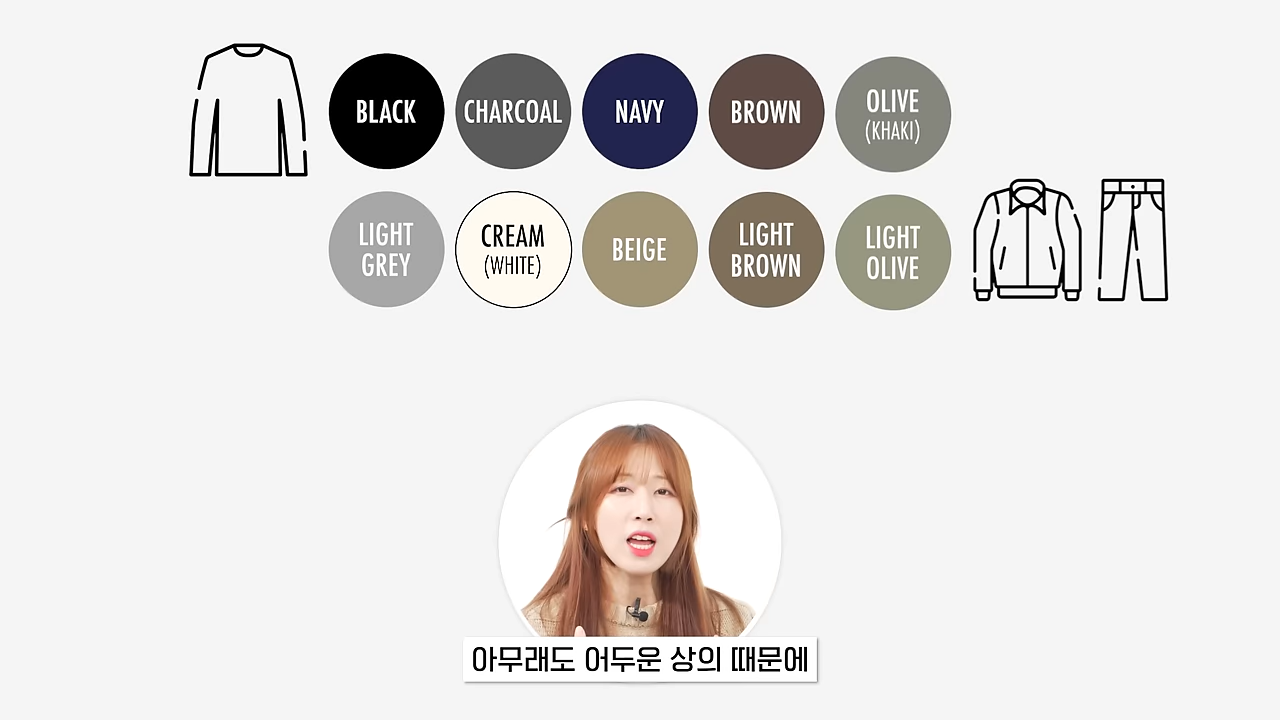 BLACK
CHARCOAL
NAVY
BROWN
OLIVE
(KHAKI)
LIGHT
GREY
CREAM
(WHITE)
BEIGE
LIGHT
BROWN
LIGHT
OLIVE
아무래도 어두운 상의 때문에